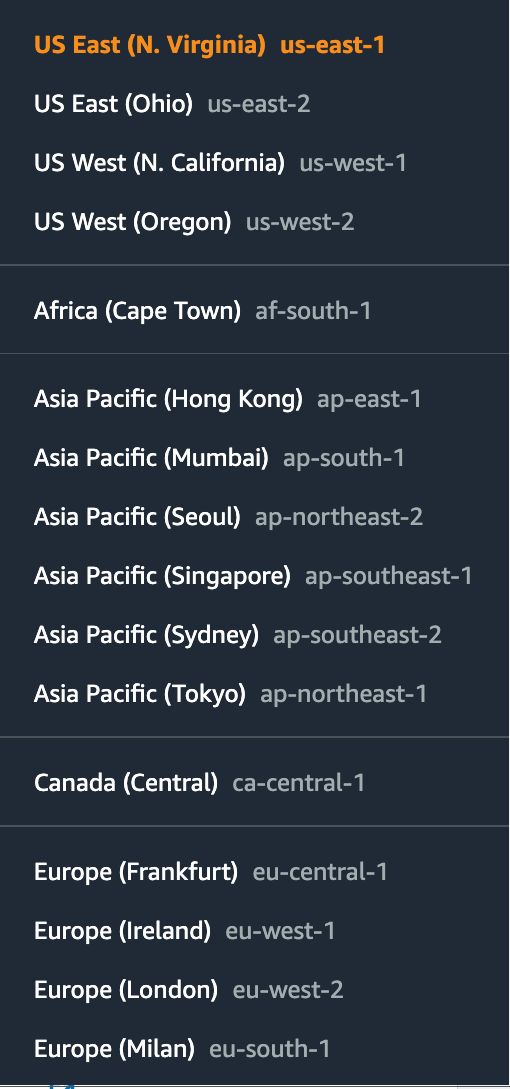 US East (N. Virginia) us-east-1
US East (Ohio) us-east-2
US West (N. California) us-west-1
US West (Oregon) us-west-2
Africa (Cape Town) af-south-1
Asia Pacific (Hong Kong) ap-east-1
Asia Pacific (Mumbai) ap-south-1
Asia Pacific (Seoul) ap-northeast-2
Asia Pacific (Singapore) ap-southeast-1
Asia Pacific (Sydney) ap-southeast-2
Asia Pacific (Tokyo) ap-northeast-1
Canada (Central) ca-central-1
Europe (Frankfurt) eu-central-1
Europe (Ireland) eu-west-1
Europe (London) eu-west-2
Europe (Milan) eu-south-1